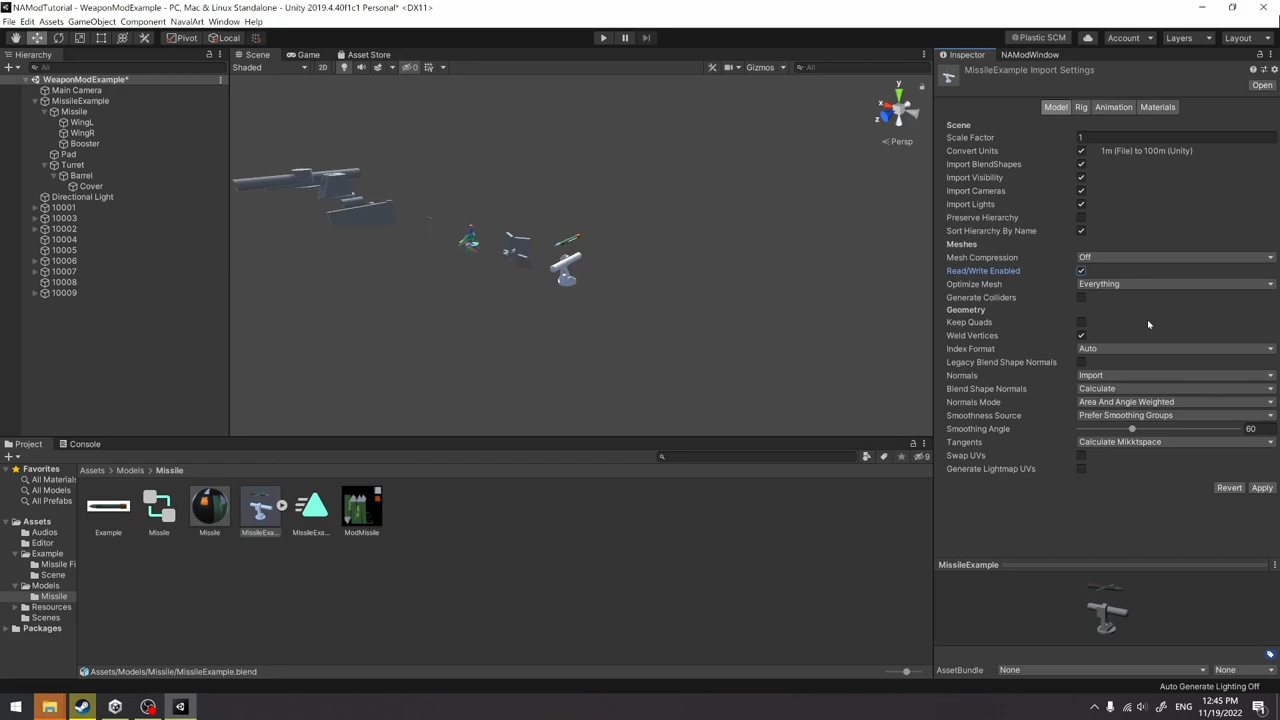 NAModTutorial - WeaponModExample - PC, Mac & Linux Standalone - Unity 2019.4.40f1c1 Personal* <DX11>
File Edit Assets GameObject Component NavalArt Window Help
Pivot Local Plastic SCM Account Layers Layout
Hierarchy Scene Game Asset Store Inspector NAModWindow
All Shaded 2D 0 Gizmos All
MissileExample Import Settings
Open
WeaponModExample*
Main Camera
MissileExample
Missile
WingL
WingR
Booster
Pad
Turret
Barrel
Cover
Directional Light
10001
10003
10002
10004
10005
10006
10007
10008
10009
y
x
z
Persp
Model Rig Animation Materials
Scene
Scale Factor 1
Convert Units 1m (File) to 100m (Unity)
Import BlendShapes
Import Visibility
Import Cameras
Import Lights
Preserve Hierarchy
Sort Hierarchy By Name
Meshes
Mesh Compression Off
Read/Write Enabled
Optimize Mesh Everything
Generate Colliders
Geometry
Keep Quads
Weld Vertices
Index Format Auto
Legacy Blend Shape Normals
Normals Import
Blend Shape Normals Calculate
Normals Mode Area And Angle Weighted
Smoothness Source Prefer Smoothing Groups
Smoothing Angle 60
Tangents Calculate Mikktspace
Swap UVs
Generate Lightmap UVs
Revert Apply
Project Console
9
Favorites
All Materials
All Models
All Prefabs
Assets
Audios
Editor
Example
Missile Fi
Scene
Models
Missile
Resources
Scenes
Packages
Assets Models Missile
Example Missile Missile MissileExa... MissileExa... ModMissile
Assets/Models/Missile/MissileExample.blend
MissileExample
AssetBundle None None
Auto Generate Lighting Off
ENG
12:45 PM
11/19/2022